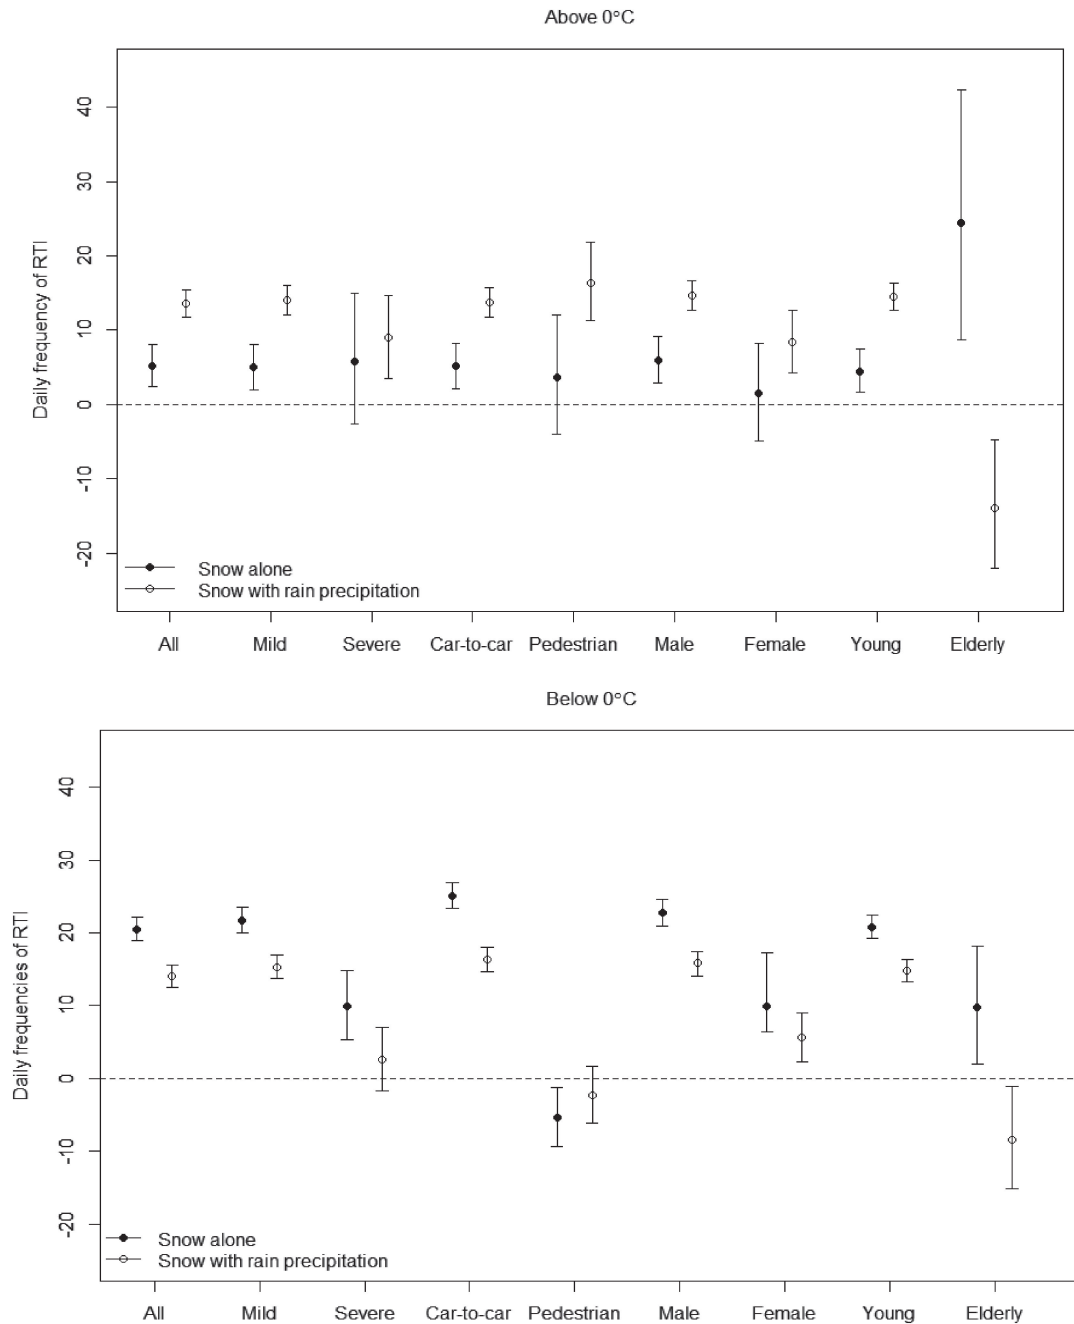 Above 0°C
40
30
20
10
0
-10
-20
Daily frequency of RTI
Snow alone
Snow with rain precipitation
All Mild Severe Car-to-car Pedestrian Male Female Young Elderly
Below 0°C
40
30
20
10
0
-10
-20
Daily frequencies of RTI
Snow alone
Snow with rain precipitation
All Mild Severe Car-to-car Pedestrian Male Female Young Elderly